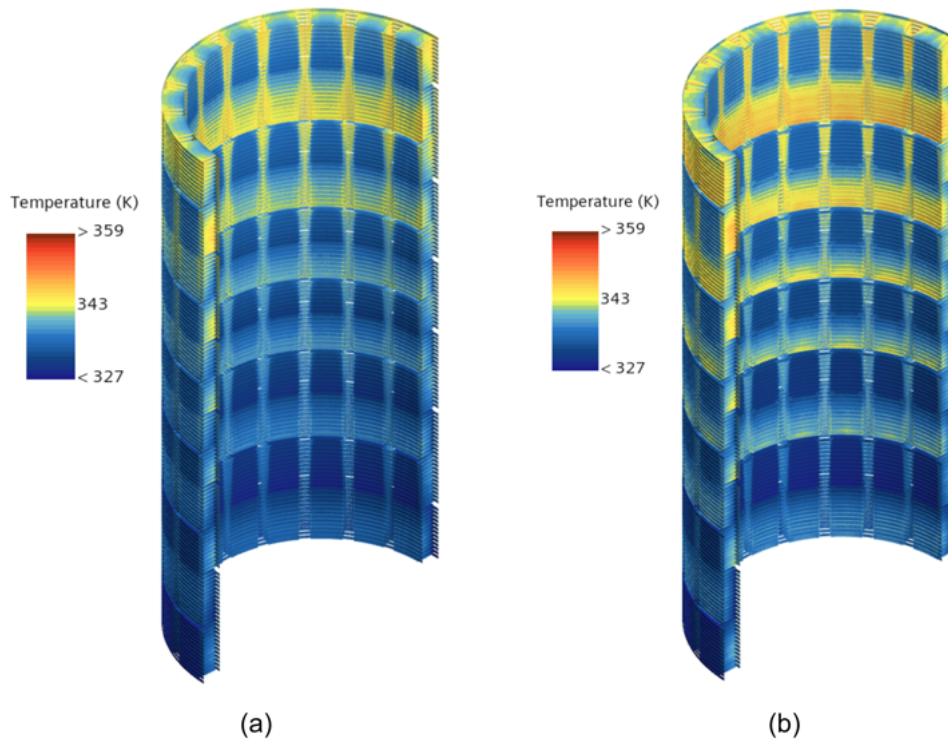 Temperature (K)
> 359
343
< 327
Temperature (K)
> 359
343
< 327
(a)
(b)